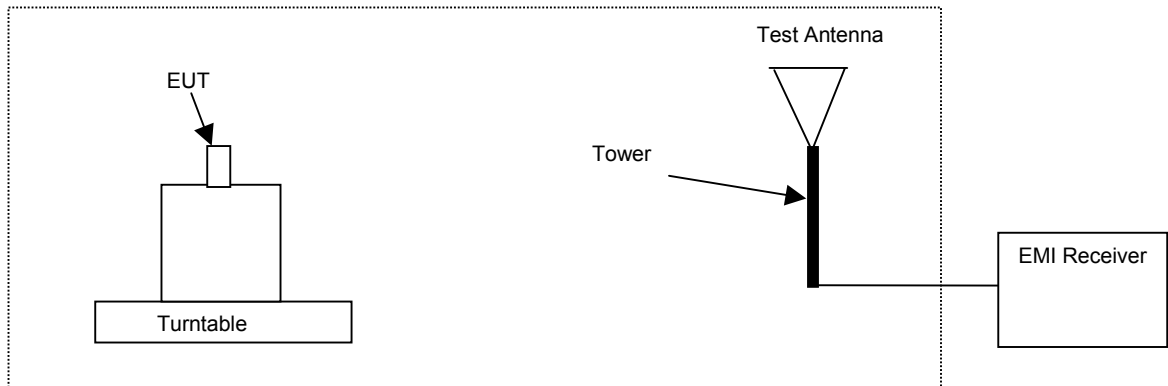 Test Antenna
EUT
Tower
EMI Receiver
Turntable